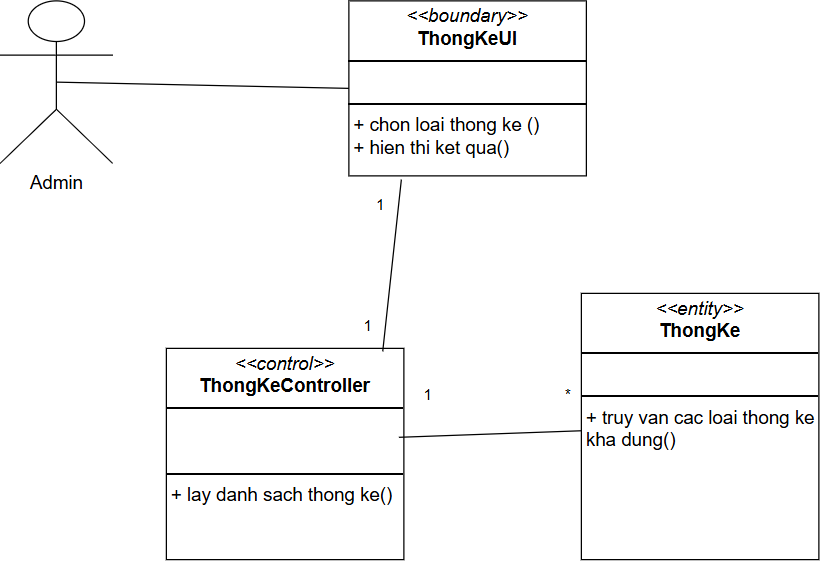 <<boundary>>
ThongKeUI
+ chon loai thong ke ()
+ hien thi ket qua()
Admin
1
1
<<entity>>
ThongKe
+ truy van cac loai thong ke
kha dung()
<<control>>
ThongKeController
1
*
+ lay danh sach thong ke()